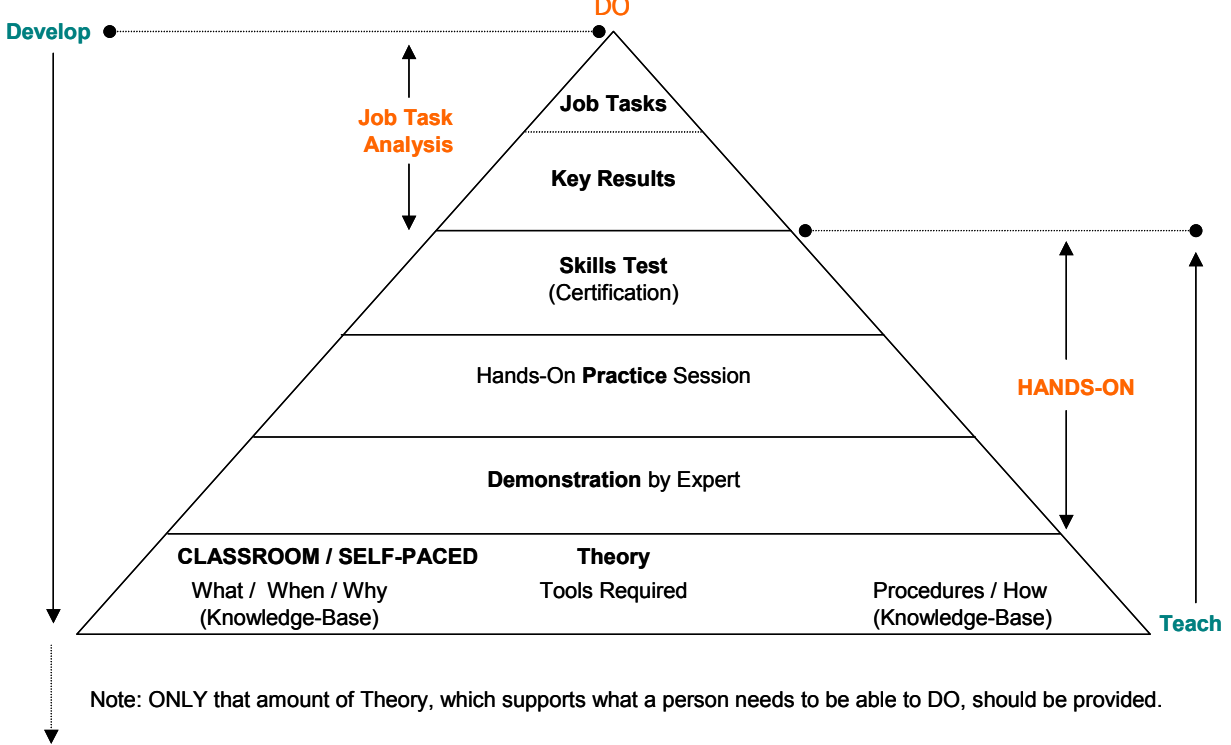 DO
Develop
Job Tasks
Job Task
Analysis
Key Results
Skills Test
(Certification)
Hands-On Practice Session
HANDS-ON
Demonstration by Expert
CLASSROOM / SELF-PACED
Theory
What /  When / Why
(Knowledge-Base)
Tools Required
Procedures / How
(Knowledge-Base)
Teach
Note: ONLY that amount of Theory, which supports what a person needs to be able to DO, should be provided.